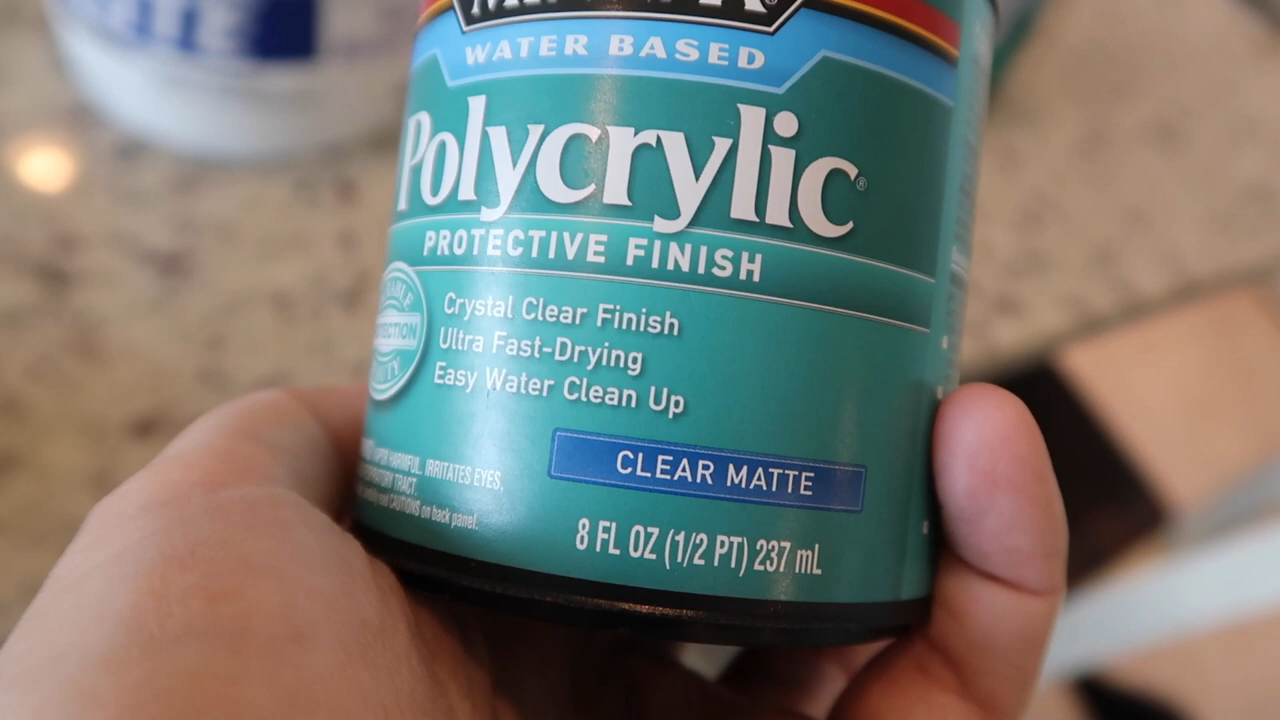 WATER BASED
Polycrylic®
PROTECTIVE FINISH
Crystal Clear Finish
Ultra Fast-Drying
Easy Water Clean Up
HARMFUL. IRRITATES EYES,
TRACT.
read CAUTIONS on back panel.
CLEAR MATTE
8 FL OZ (1/2 PT) 237 mL